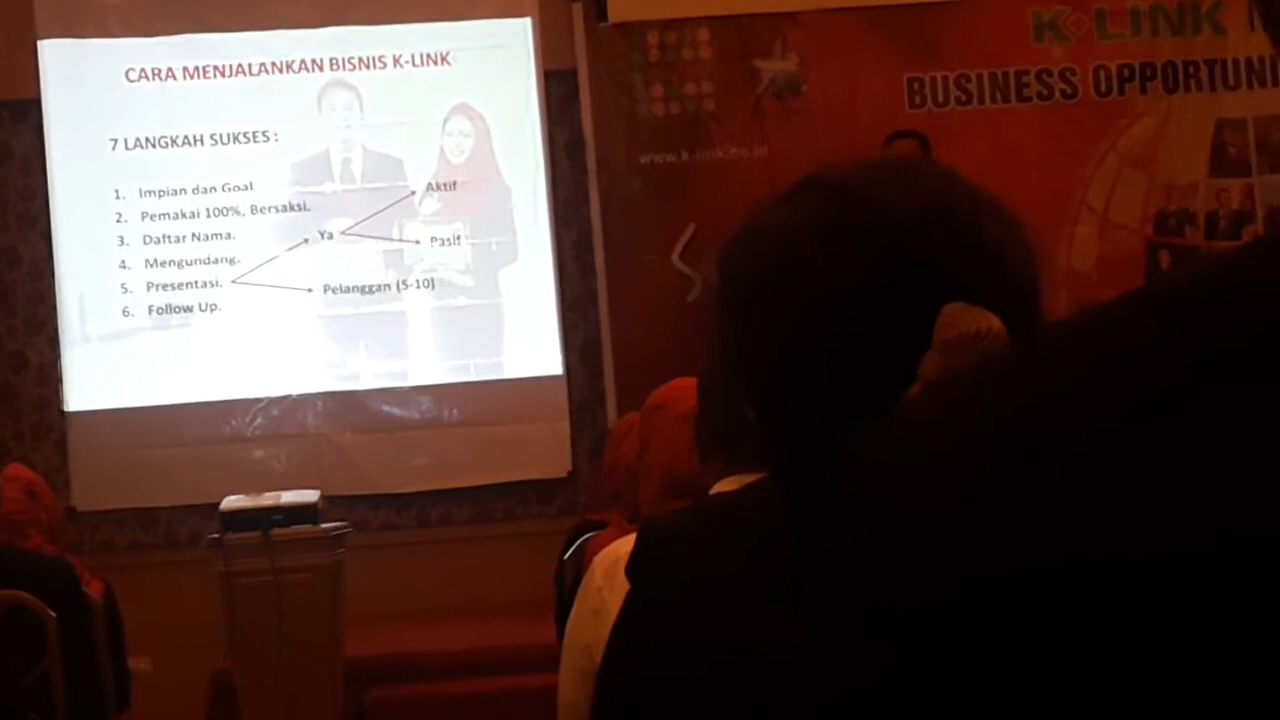 CARA MENJALANKAN BISNIS K-LINK
7 LANGKAH SUKSES :
1. Impian dan Goal
2. Pemakai 100%, Bersaksi.
3. Daftar Nama.
4. Mengundang.
5. Presentasi.
6. Follow Up.
Ya
Aktif
Pasif
Pelanggan (5-10)
K-LINK
BUSINESS OPPORTUNI
www.k-link.co.id